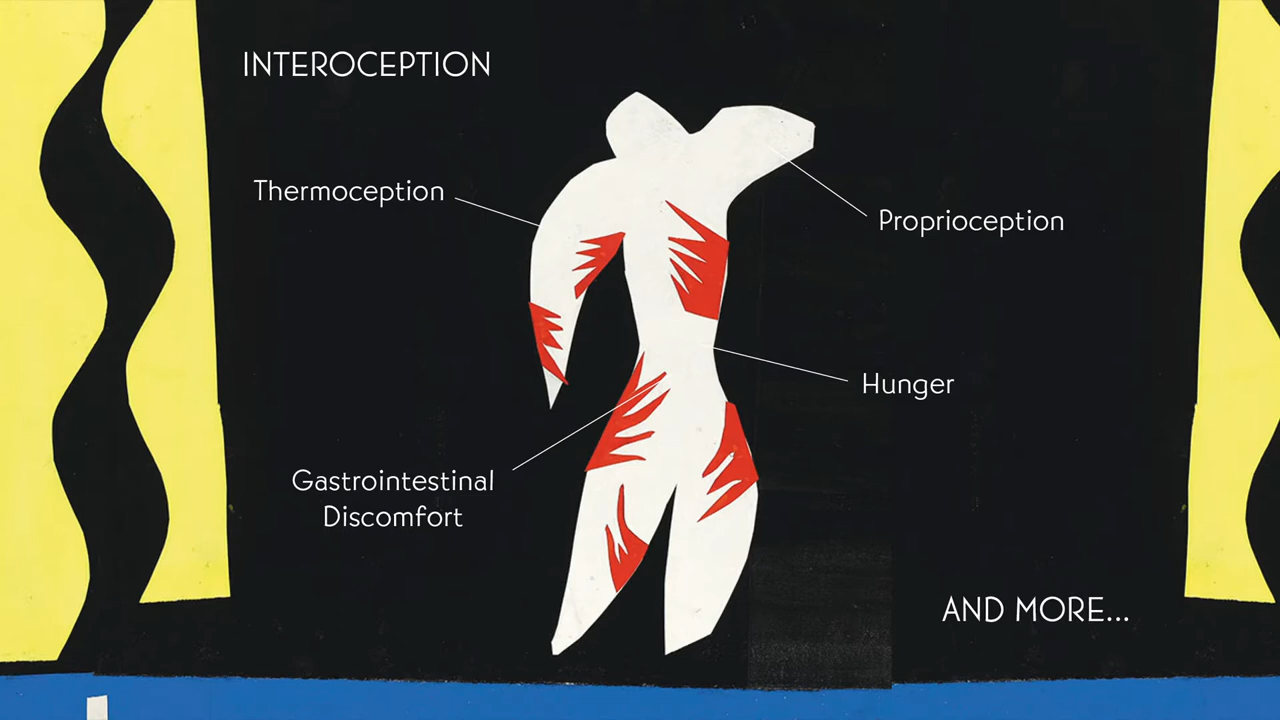 INTEROCEPTION
Thermoception
Proprioception
Hunger
Gastrointestinal
Discomfort
AND MORE...